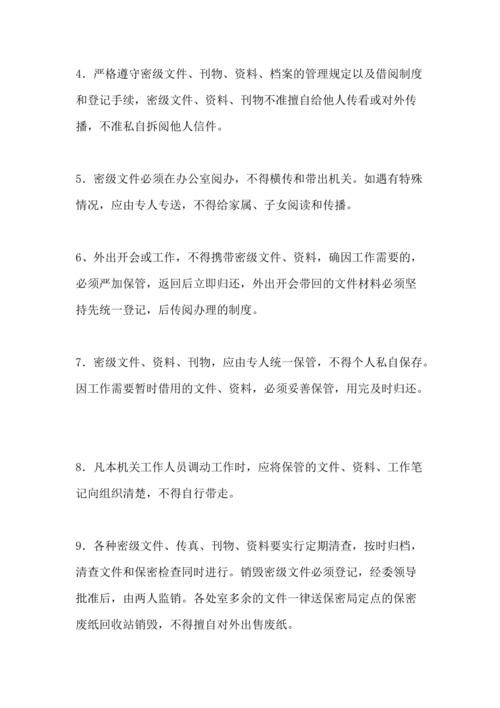 4．严格遵守密级文件、刊物、资料、档案的管理规定以及借阅制度
和登记手续，密级文件、资料、刊物不准擅自给他人传看或对外传
播，不准私自拆阅他人信件。
5．密级文件必须在办公室阅办，不得横传和带出机关。如遇有特殊
情况，应由专人专送，不得给家属、子女阅读和传播。
6、外出开会或工作，不得携带密级文件、资料，确因工作需要的，
必须严加保管，返回后立即归还，外出开会带回的文件材料必须坚
持先统一登记，后传阅办理的制度。
7．密级文件、资料、刊物，应由专人统一保管，不得个人私自保存。
因工作需要暂时借用的文件、资料，必须妥善保管，用完及时归还。
8．凡本机关工作人员调动工作时，应将保管的文件、资料、工作笔
记向组织清楚，不得自行带走。
9．各种密级文件、传真、刊物、资料要实行定期清查，按时归档，
清查文件和保密检查同时进行。销毁密级文件必须登记，经委领导
批准后，由两人监销。各处室多余的文件一律送保密局定点的保密
废纸回收站销毁，不得擅自对外出售废纸。